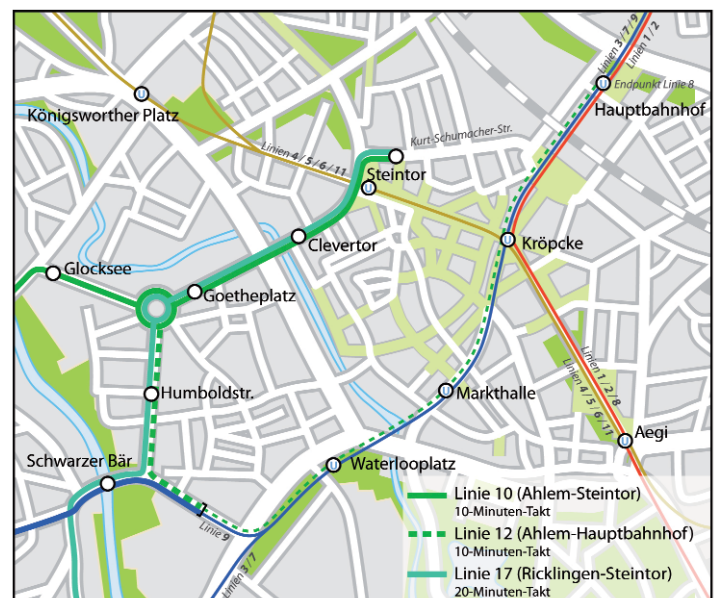 Linien 3/7/9
Linien 1/2
U
Endpunkt Linie 8
Hauptbahnhof
U
Königsworther Platz
Kurt-Schumacher-Str.
Linien 4/5/6/11
Steintor
U
Clevertor
U
Kröpcke
Glocksee
Goetheplatz
Linien 1/2/8
Linien 4/5/6/11
Humboldstr.
U
Markthalle
Aegi
U
Schwarzer Bär
U
Waterlooplatz
Linie 9
Linien 3/7
Linie 10 (Ahlem-Steintor)
10-Minuten-Takt
Linie 12 (Ahlem-Hauptbahnhof)
10-Minuten-Takt
Linie 17 (Ricklingen-Steintor)
20-Minuten-Takt